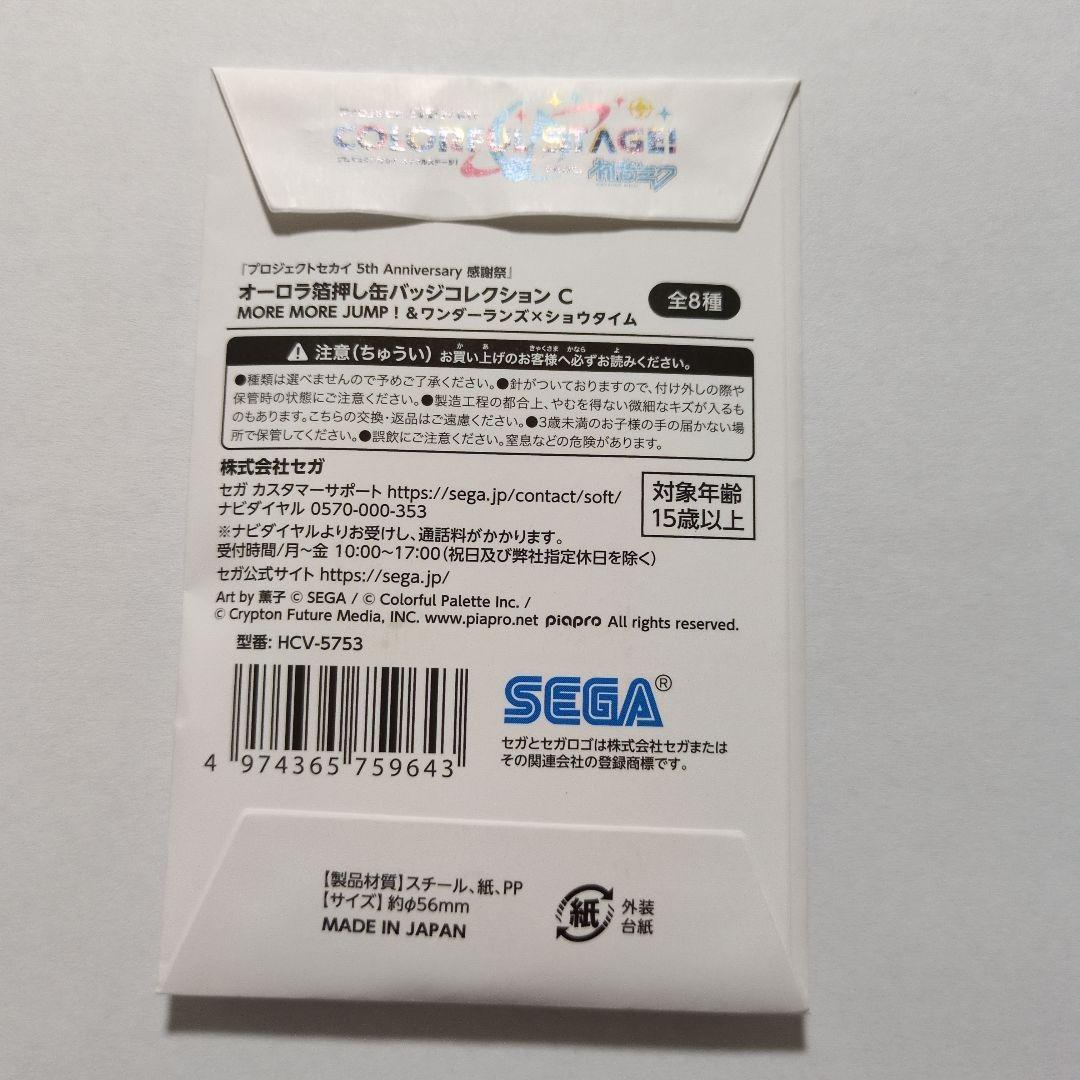 COLORFUL STAGE!
初音ミク
『プロジェクトセカイ 5th Anniversary 感謝祭』
オーロラ箔押し缶バッジコレクション C
全8種
MORE MORE JUMP！＆ワンダーランズ×ショウタイム
注意（ちゅうい）お買い上げのお客様へ必ずお読みください。
か あ きゃくさま かなら よ
●種類は選べませんので予めご了承ください。●針がついておりますので、付け外しの際や
保管時の状態にご注意ください。●製造工程の都合上、やむを得ない微細なキズが入るも
のもあります。こちらの交換・返品はご遠慮ください。●3歳未満のお子様の手の届かない場
所で保管してください。●誤飲にご注意ください。窒息などの危険があります。
株式会社セガ
セガ カスタマーサポート https://sega.jp/contact/soft/
ナビダイヤル 0570-000-353
対象年齢
15歳以上
※ナビダイヤルよりお受けし、通話料がかかります。
受付時間/月～金 10:00～17:00（祝日及び弊社指定休日を除く）
セガ公式サイト https://sega.jp/
Art by 薫子 © SEGA / © Colorful Palette Inc. /
© Crypton Future Media, INC. www.piapro.net piapro All rights reserved.
型番: HCV-5753
4 974365 759643
SEGA®
セガとセガロゴは株式会社セガまたは
その関連会社の登録商標です。
【製品材質】スチール、紙、PP
【サイズ】約φ56mm
MADE IN JAPAN
紙
外装
台紙